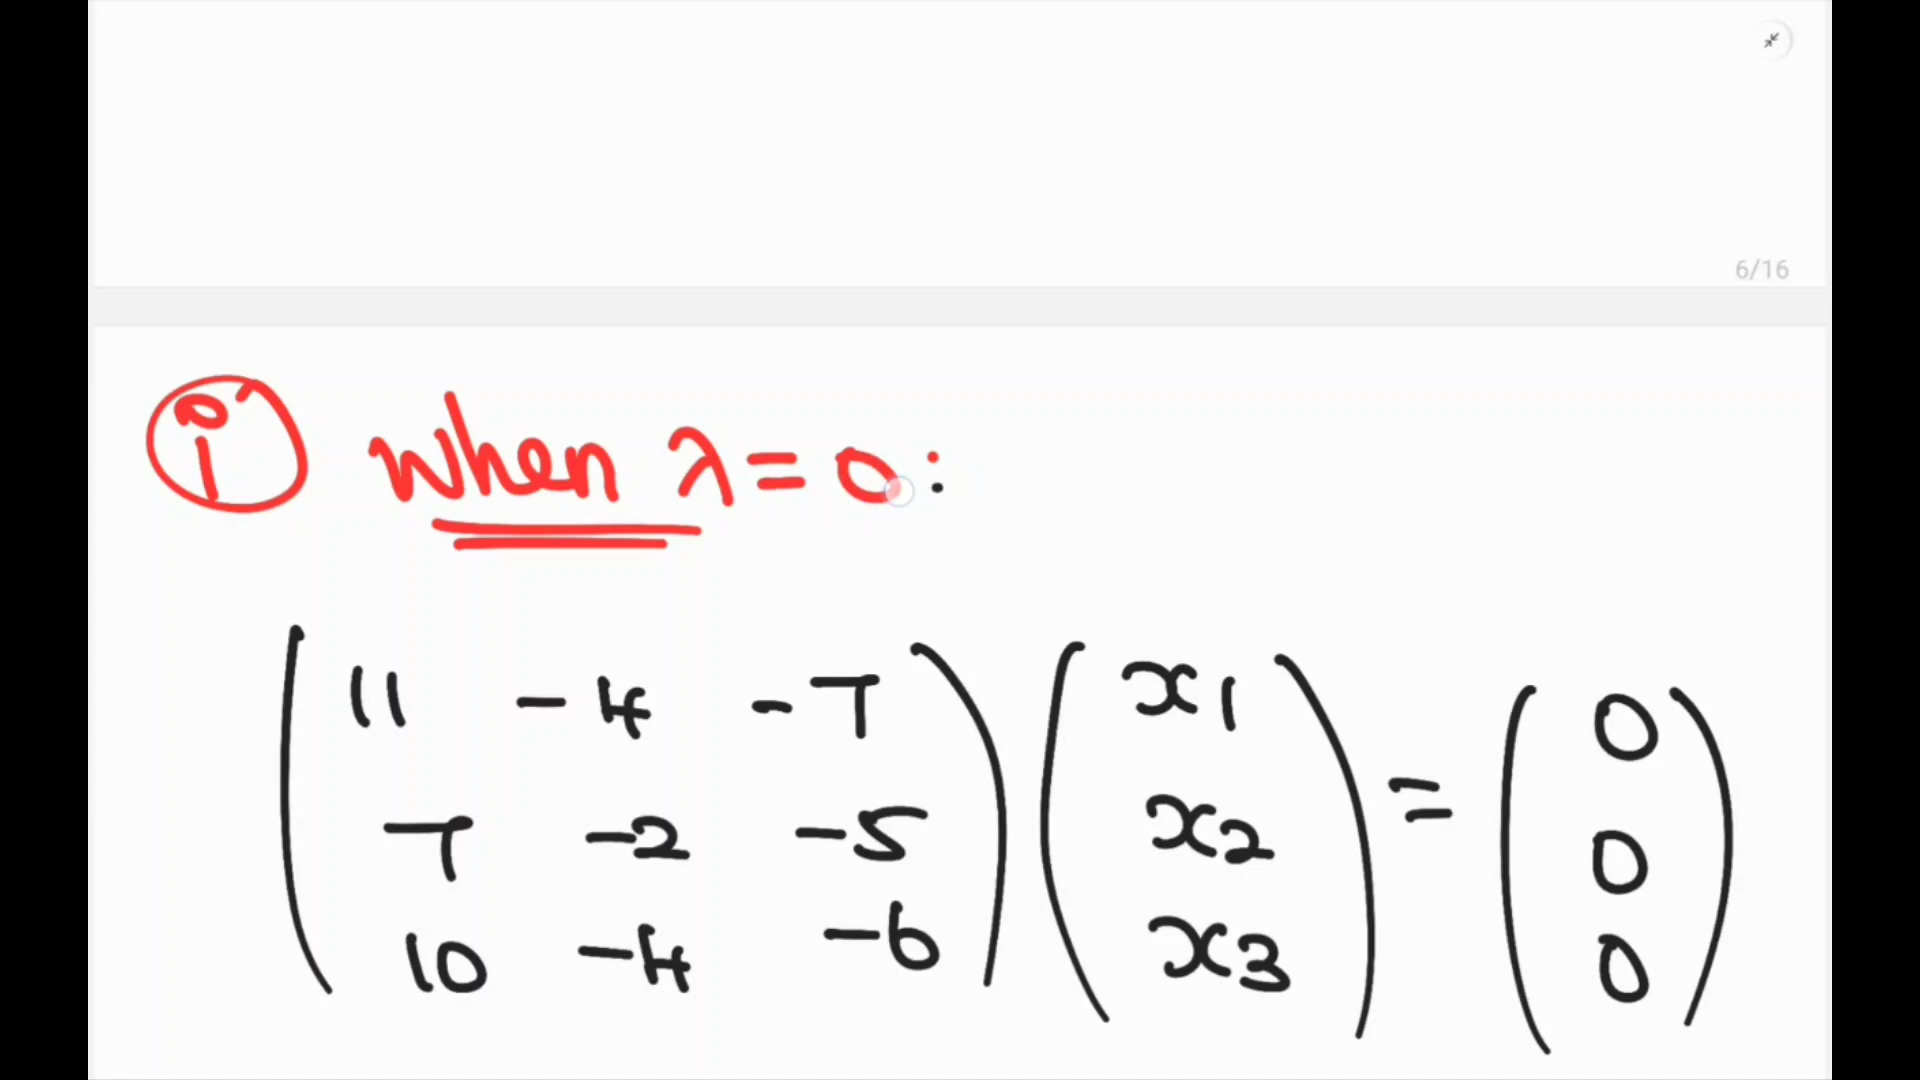 6/16
i when λ = 0 :
11 -4 -7 x1 = 0
7 -2 -5 x2 0
10 -4 -6 x3 0